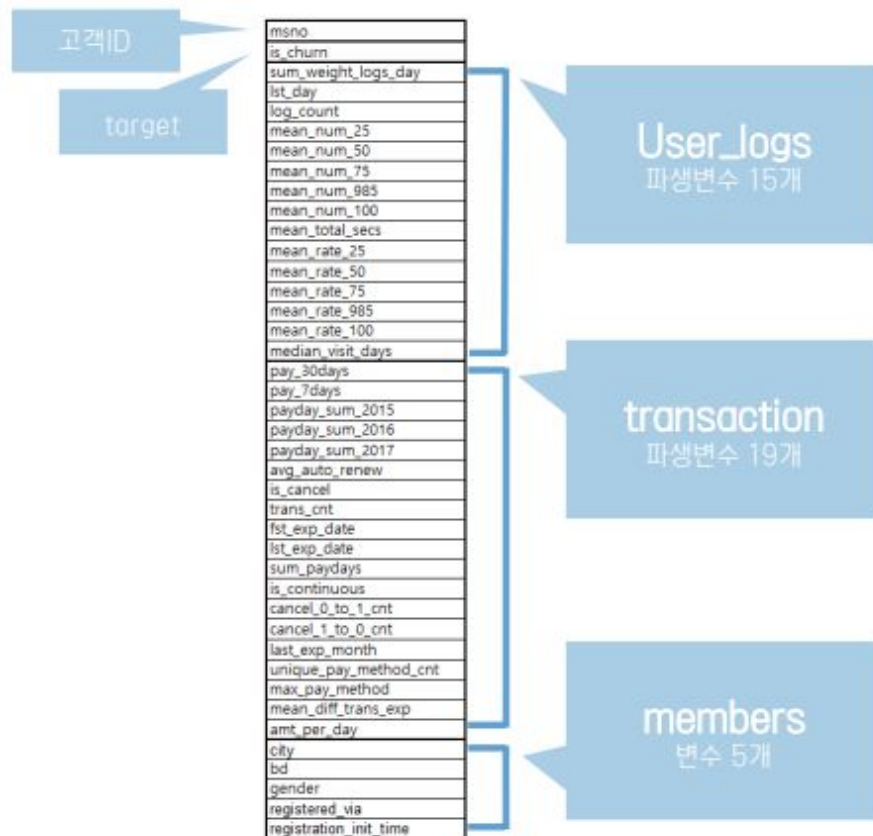 고객ID
target
msno
is_churn
sum_weight_logs_day
lst_day
log_count
mean_num_25
mean_num_50
mean_num_75
mean_num_985
mean_num_100
mean_total_secs
mean_rate_25
mean_rate_50
mean_rate_75
mean_rate_985
mean_rate_100
median_visit_days
User_logs
파생변수 15개
pay_30days
pay_7days
payday_sum_2015
payday_sum_2016
payday_sum_2017
avg_auto_renew
is_cancel
trans_cnt
fst_exp_date
lst_exp_date
sum_paydays
is_continuous
cancel_0_to_1_cnt
cancel_1_to_0_cnt
last_exp_month
unique_pay_method_cnt
max_pay_method
mean_diff_trans_exp
amt_per_day
transaction
파생변수 19개
city
bd
gender
registered_via
registration_init_time
members
변수 5개